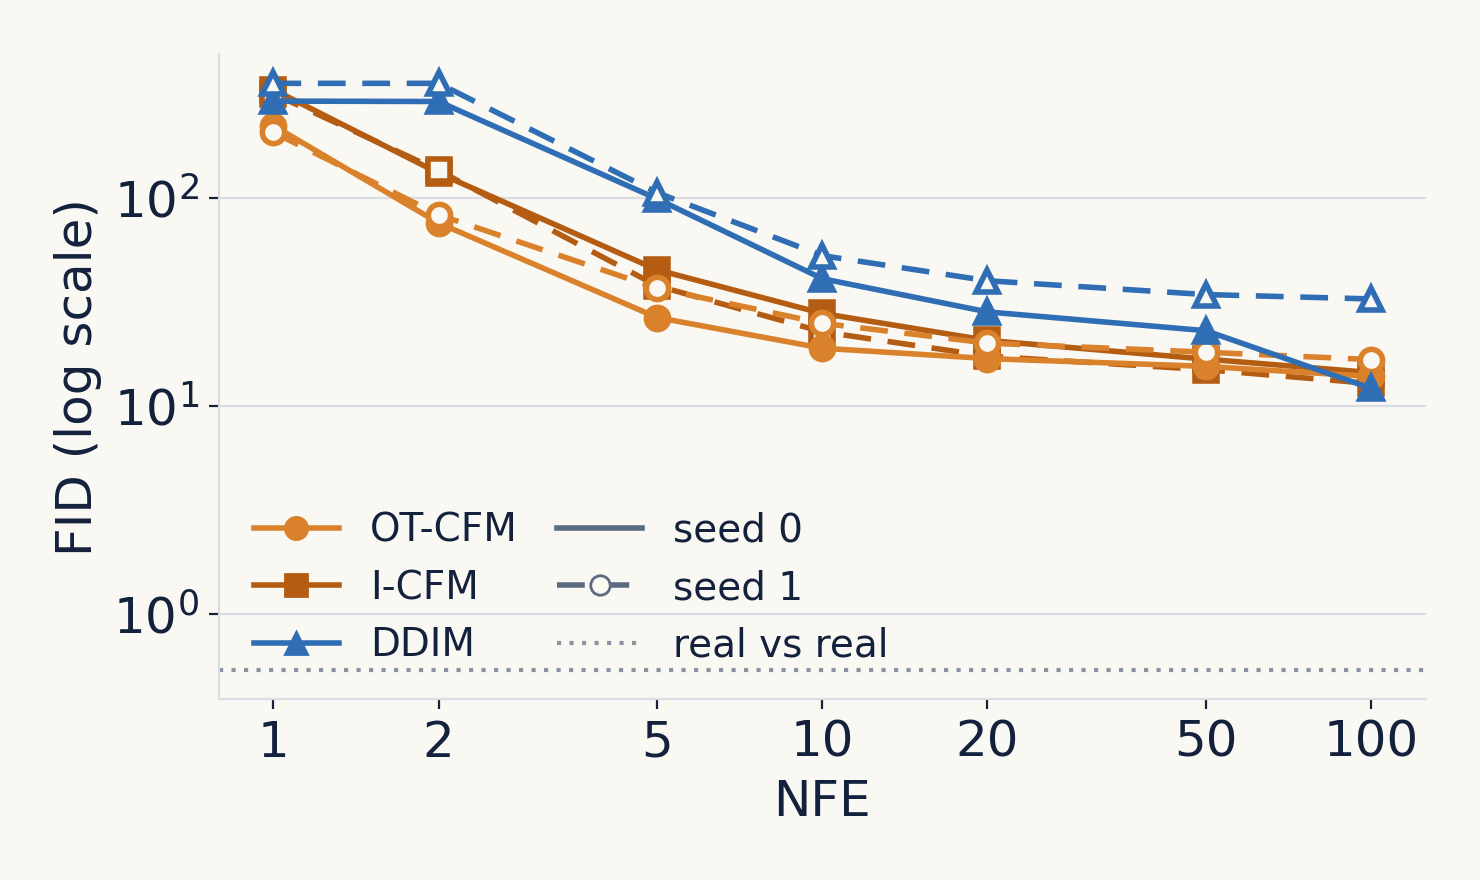 FID (log scale)
10²
10¹
10⁰
OT-CFM
I-CFM
DDIM
seed 0
seed 1
real vs real
1 2 5 10 20 50 100
NFE